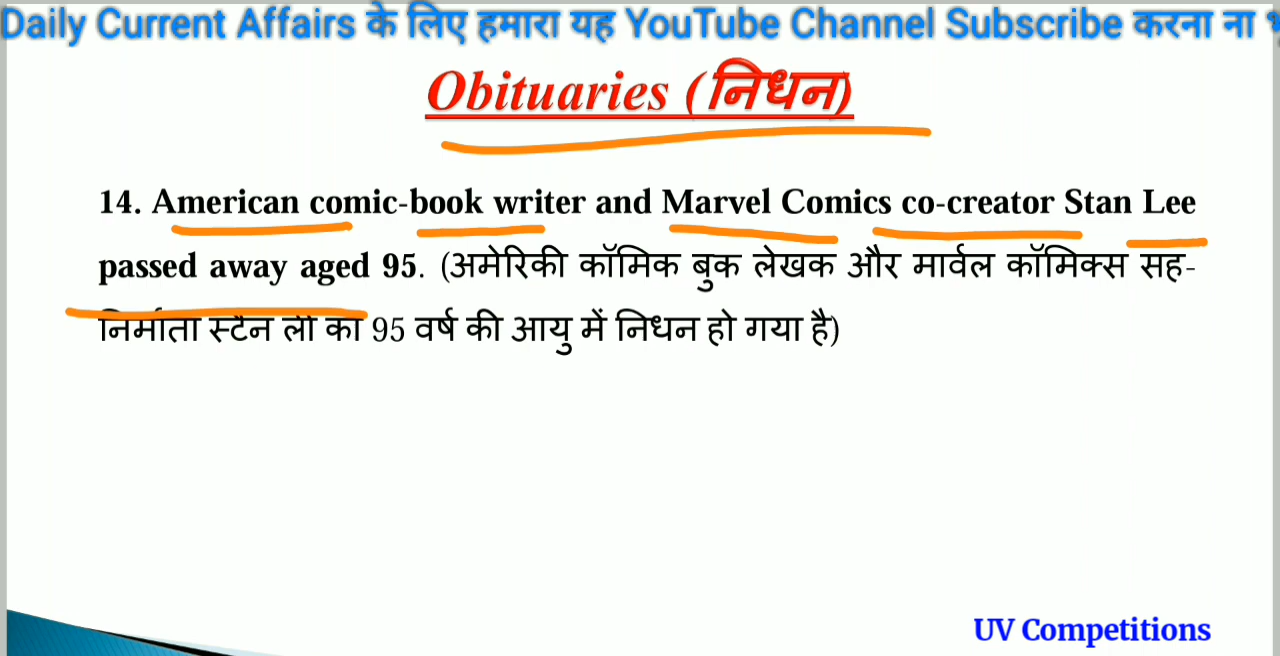 Daily Current Affairs के लिए हमारा यह YouTube Channel Subscribe करना ना
Obituaries (निधन)
14. American comic-book writer and Marvel Comics co-creator Stan Lee
passed away aged 95. (अमेरिकी कॉमिक बुक लेखक और मार्वल कॉमिक्स सह-
निर्माता स्टैन ली का 95 वर्ष की आयु में निधन हो गया है)
UV Competitions